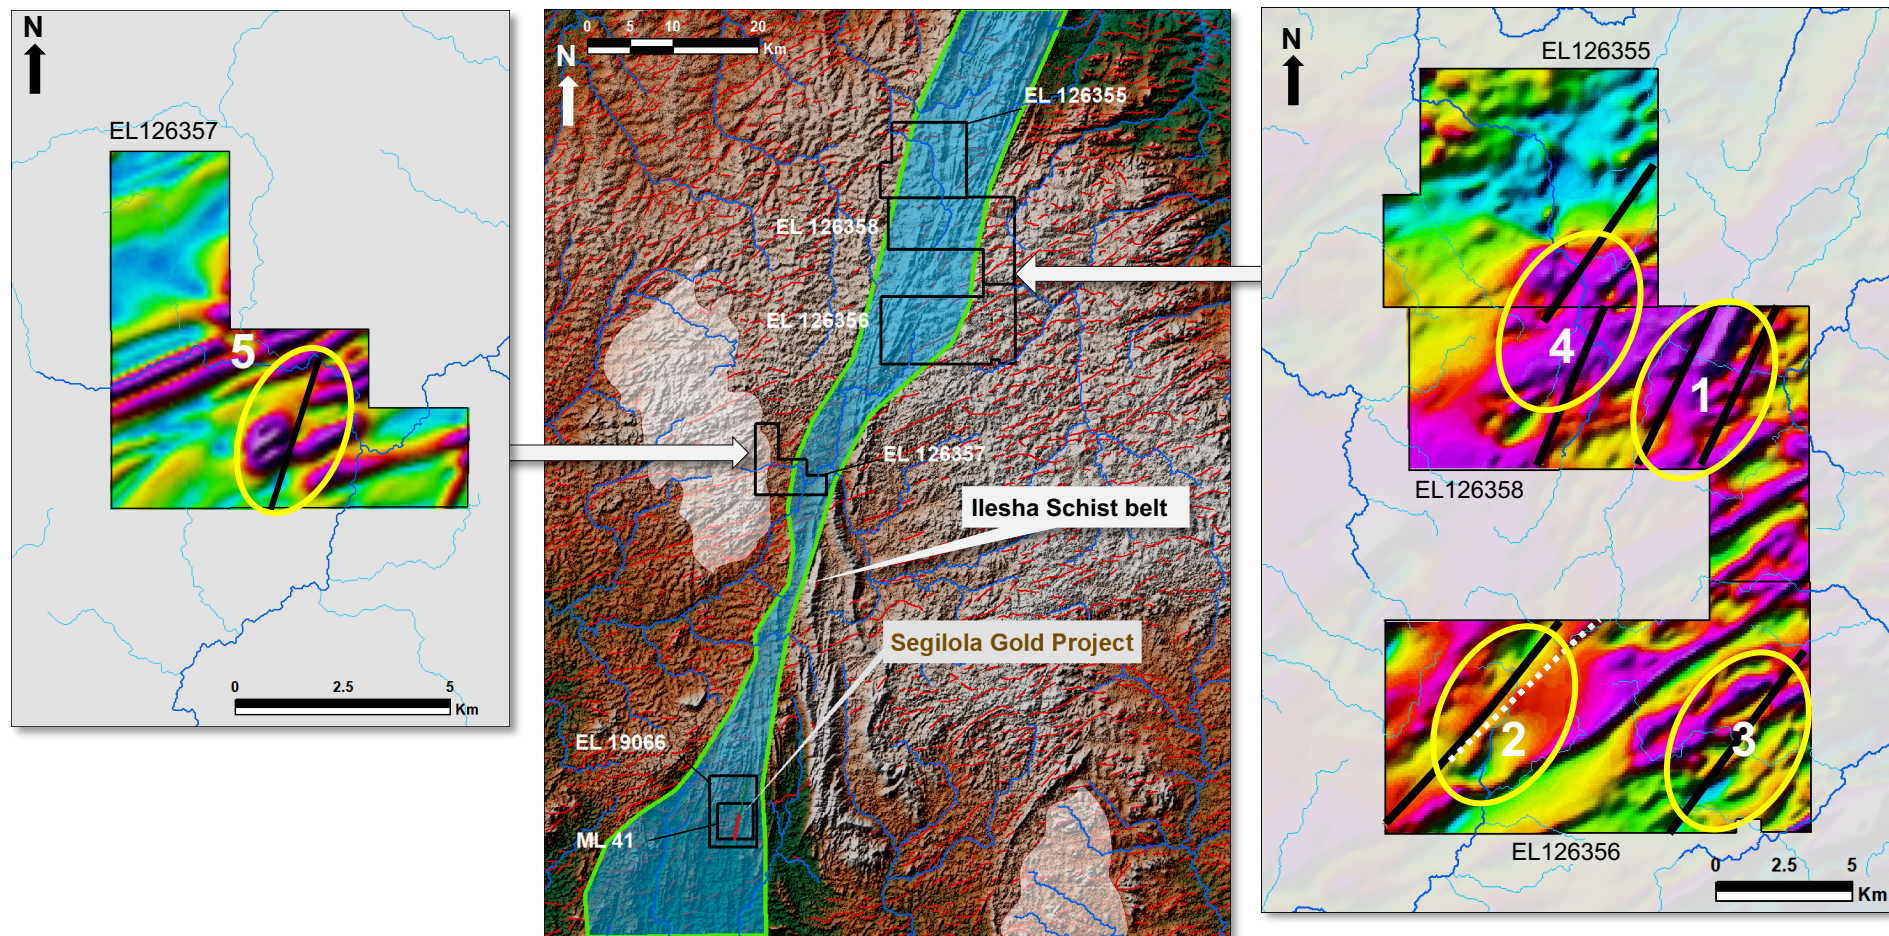 N
EL126357
5
0 2.5 5
Km
0 5 10 20
Km
N
EL 126355
EL 126358
EL 126356
EL 126357
Ilesha Schist belt
Segilola Gold Project
EL 19066
ML 41
N
EL126355
4
1
EL126358
2
3
EL126356
0 2.5 5
Km